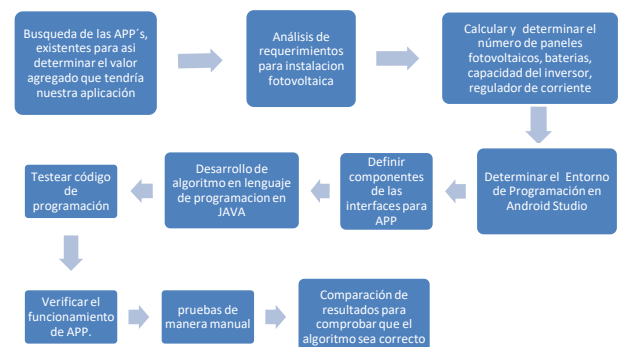 Busqueda de las APP´s,
existentes para asi
determinar el valor
agregado que tendría
nuestra aplicación
Análisis de
requerimientos
para instalacion
fotovoltaica
Calcular y determinar el
número de paneles
fotovoltaicos, baterias,
capacidad del inversor,
regulador de corriente
Determinar el Entorno
de Programación en
Android Studio
Definir
componentes
de las
interfaces para
APP
Desarrollo de
algoritmo en lenguaje
de programacion en
JAVA
Testear código
de
programación
Verificar el
funcionamiento
de APP.
pruebas de
manera manual
Comparación de
resultados para
comprobar que el
algoritmo sea correcto